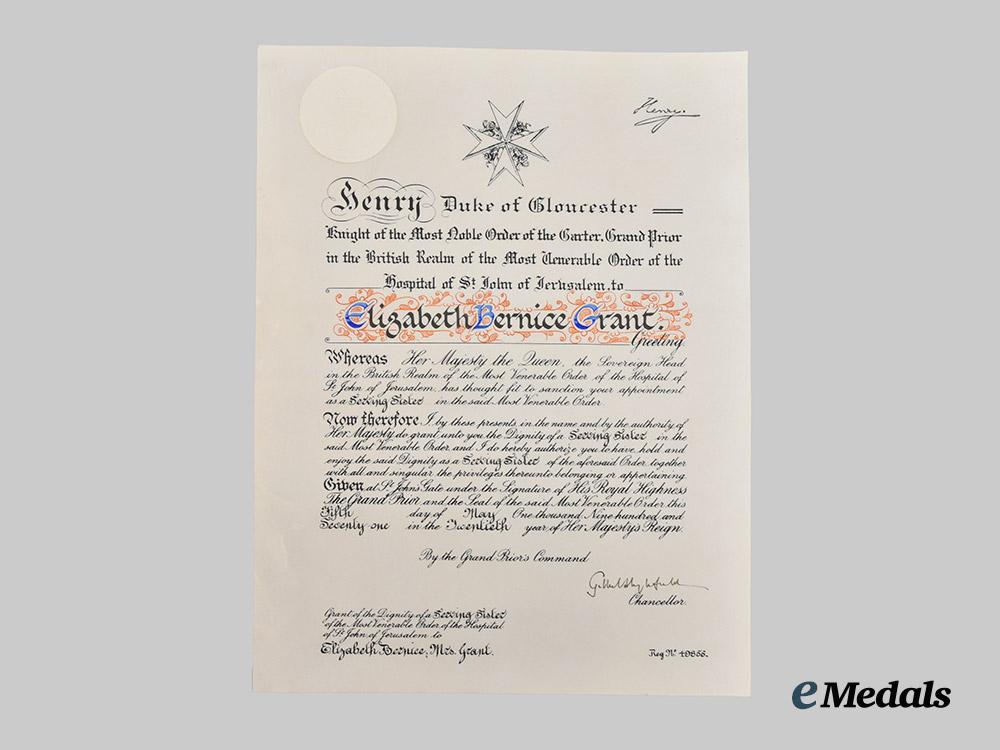 Henry.
Henry Duke of Gloucester
Knight of the Most Noble Order of the Garter, Grand Prior
in the British Realm of the Most Venerable Order of the
Hospital of St John of Jerusalem, to
Elizabeth Bernice Grant.
Greeting.
Whereas Her Majesty the Queen, the Sovereign Head
in the British Realm of the Most Venerable Order of the Hospital of
St John of Jerusalem, has thought fit to sanction your appointment
as a Serving Sister in the said Most Venerable Order.
Now therefore I by these presents, in the name and by the authority of
Her Majesty do grant unto you the Dignity of a Serving Sister in the
said Most Venerable Order and I do hereby authorize you to have, hold and
enjoy the said Dignity as a Serving Sister of the aforesaid Order, together
with all and singular the privileges thereunto belonging or appertaining.
Given at St John's Gate under the Signature of His Royal Highness
The Grand Prior and the Seal of the said Most Venerable Order, this
Fifth day of May One thousand Nine hundred and
Seventy one in the Twentieth year of Her Majesty's Reign.
By the Grand Prior's Command
Chancellor.
Grant of the Dignity of a Serving Sister
of the Most Venerable Order of the Hospital
of St John of Jerusalem to
Elizabeth Bernice, Mrs. Grant.
Reg. No. 49856.
eMedals